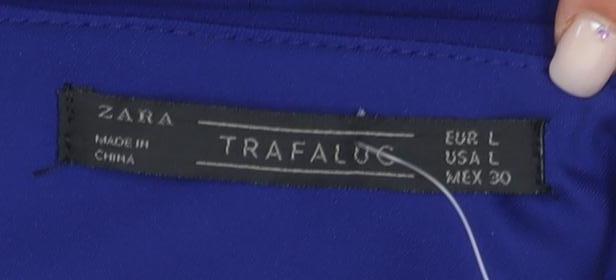 ZARA
MADE IN
CHINA
TRAFALUC
EUR L
USA L
MEX 30